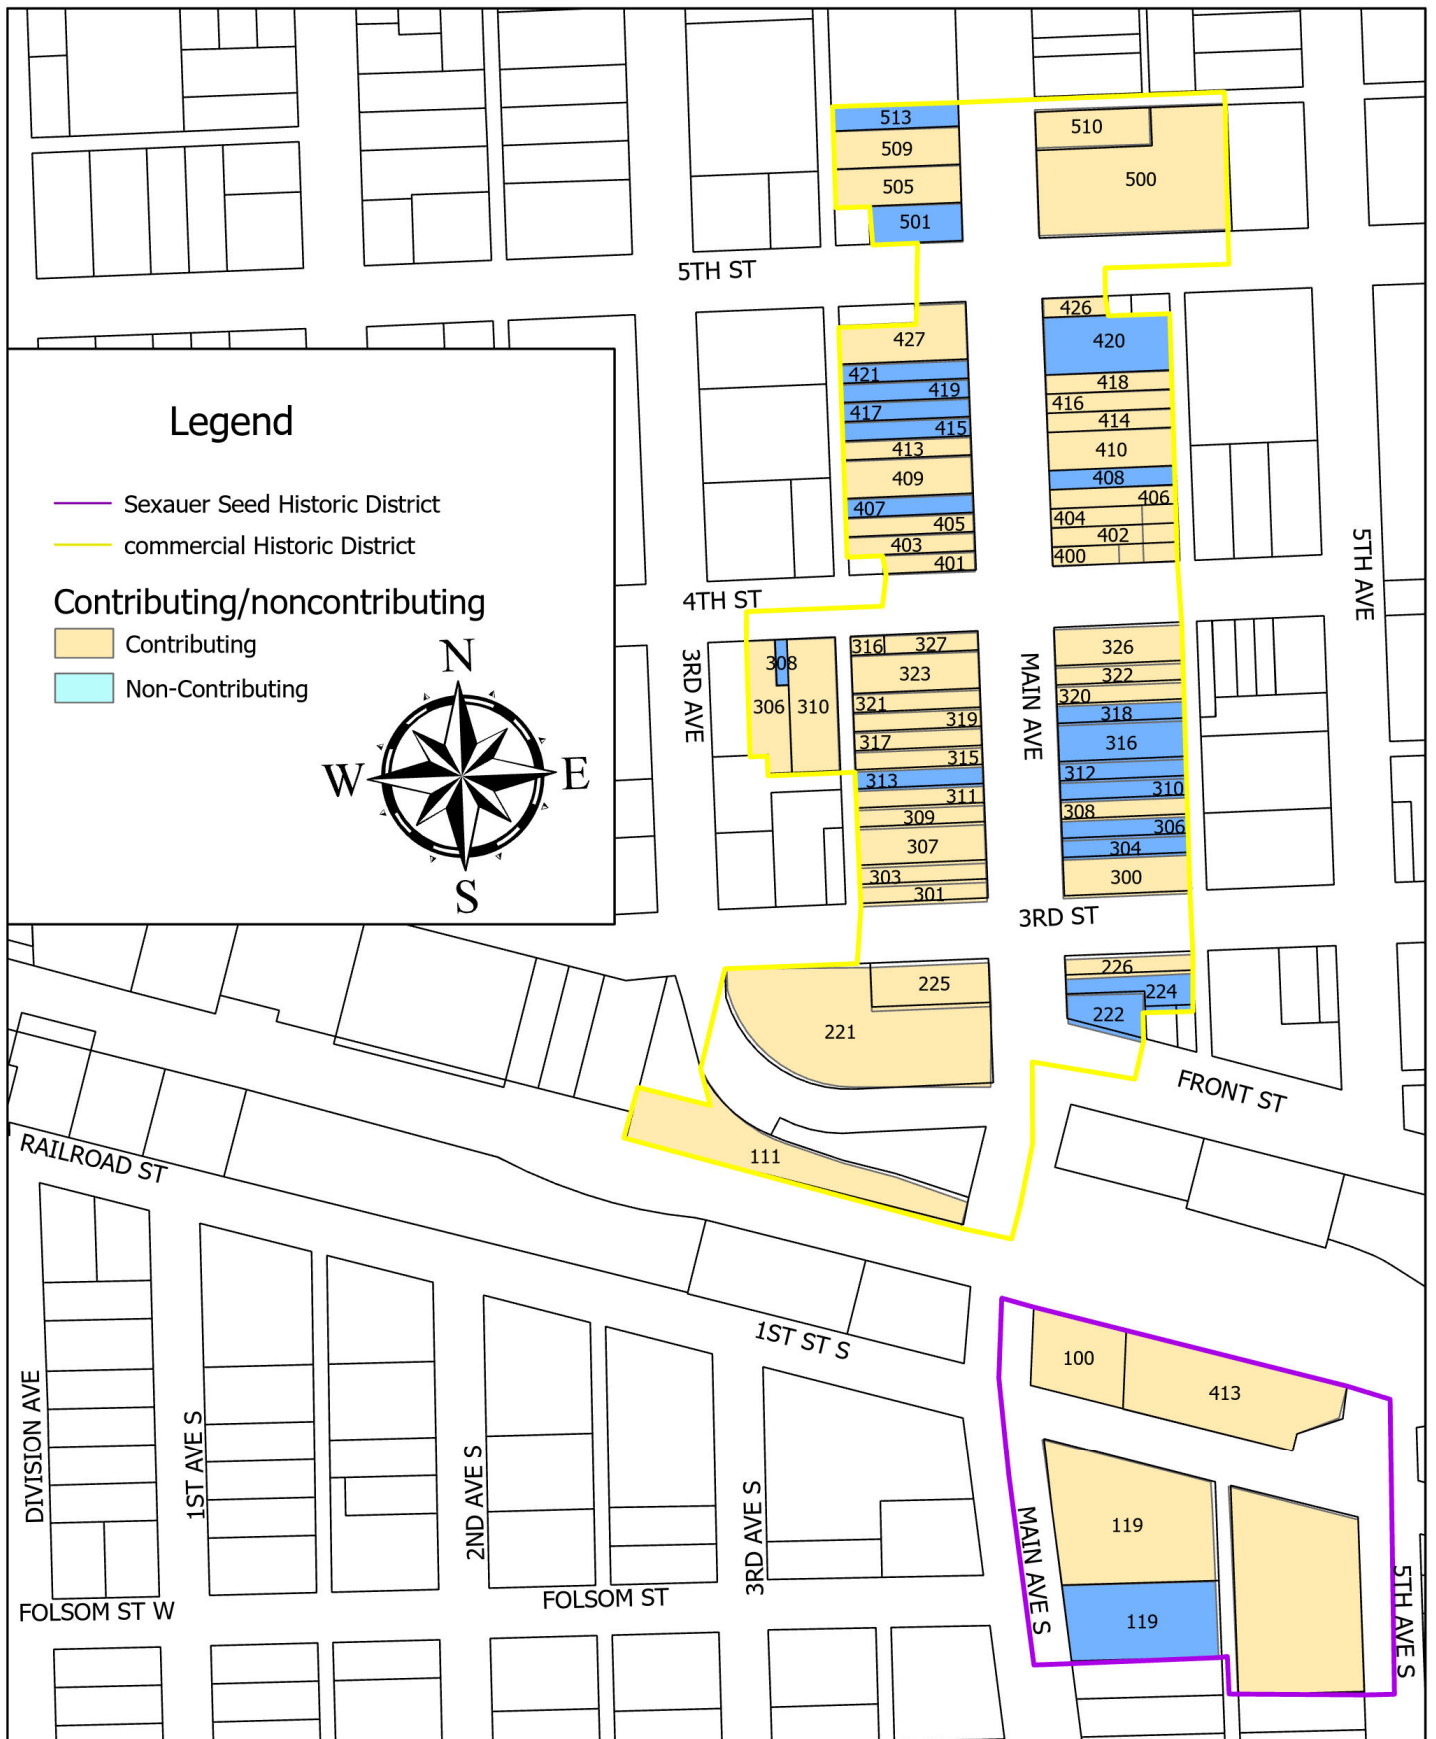 513
509
505
501
510
500
5TH ST
427
421
419
417
415
413
409
407
405
403
401
426
420
418
416
414
410
408
406
404
402
400
5TH AVE
Legend
Sexauer Seed Historic District
commercial Historic District
Contributing/noncontributing
Contributing
Non-Contributing
N
W
E
S
4TH ST
3RD AVE
308
306
310
316
327
323
321
319
317
315
313
311
309
307
303
301
MAIN AVE
326
322
320
318
316
312
310
308
306
304
300
3RD ST
225
221
226
224
222
FRONT ST
111
RAILROAD ST
1ST ST S
100
413
119
119
DIVISION AVE
1ST AVE S
2ND AVE S
3RD AVE S
MAIN AVE S
5TH AVE S
FOLSOM ST W
FOLSOM ST